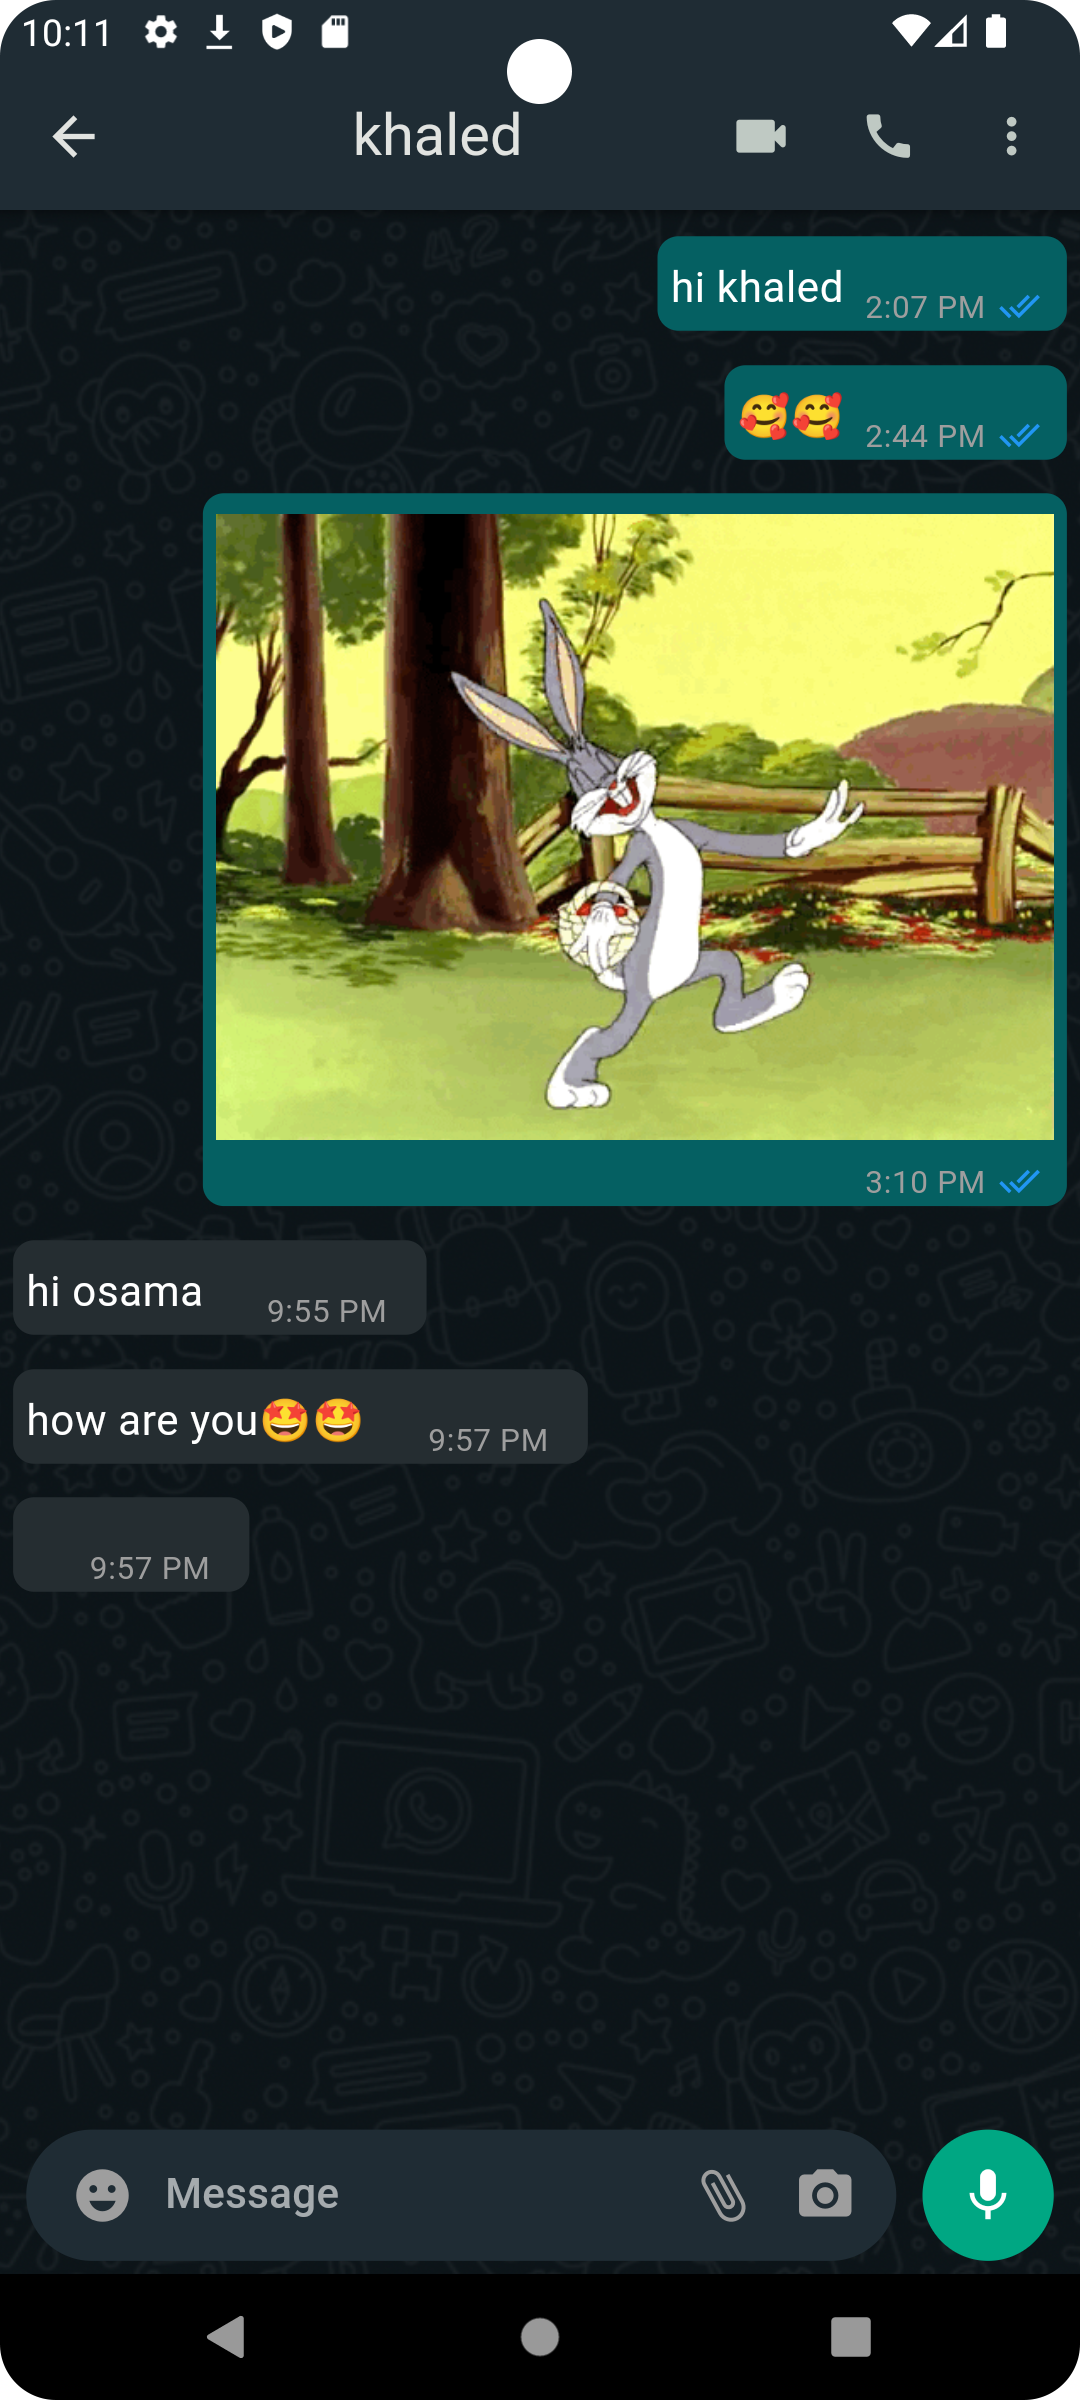 10:11
khaled
hi khaled 2:07 PM
🥰🥰 2:44 PM
3:10 PM
hi osama 9:55 PM
how are you🤩🤩 9:57 PM
9:57 PM
Message